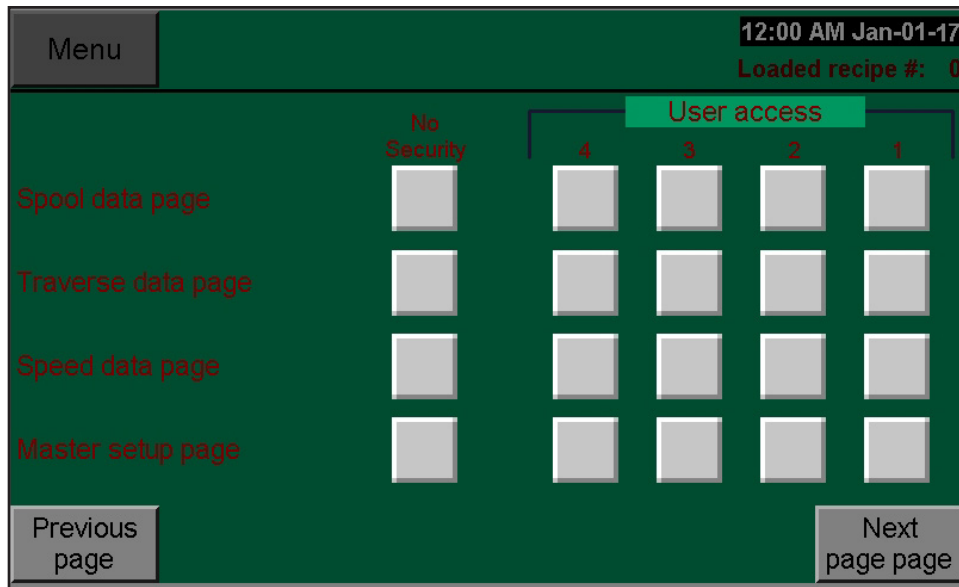 Menu
12:00 AM Jan-01-17
Loaded recipe #: 0
User access
No
Security
4 3 2 1
Spool data page
Traverse data page
Speed data page
Master setup page
Previous
page
Next
page page